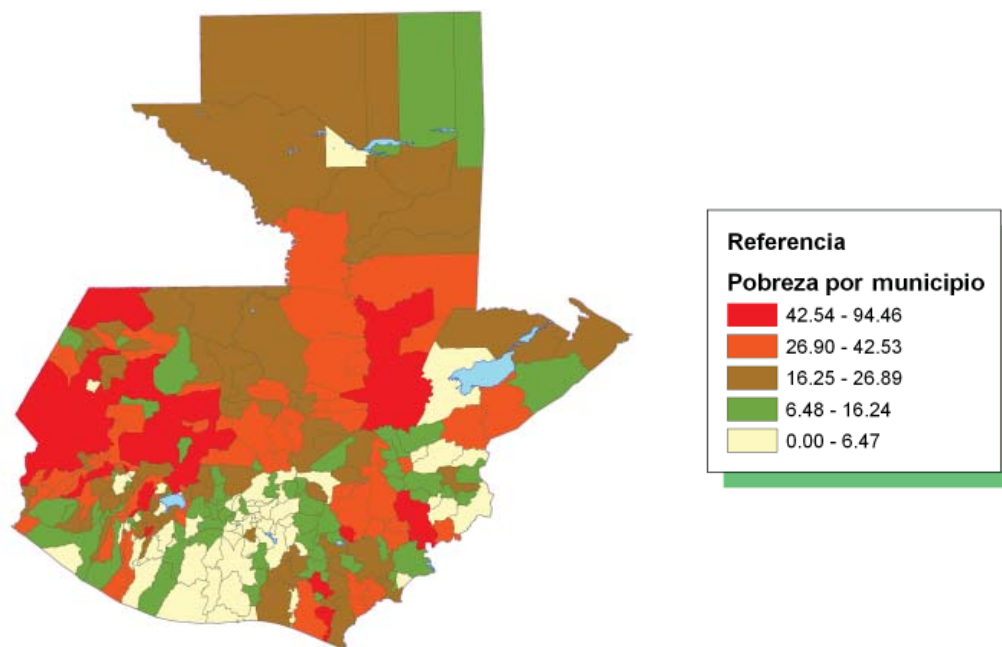 Referencia
Pobreza por municipio
42.54 - 94.46
26.90 - 42.53
16.25 - 26.89
6.48 - 16.24
0.00 - 6.47